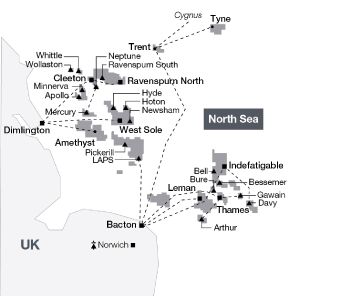 Cygnus
Tyne
Trent
Whittle
Wollaston
Neptune
Ravenspurn South
Cleeton
Ravenspurn North
Minnerva
Apollo
Hyde
Hoton
Newsham
Mercury
North Sea
Dimlington
West Sole
Amethyst
Pickerill
LAPS
Indefatigable
Bell
Bure
Bessemer
Leman
Gawain
Thames
Davy
Bacton
Arthur
UK
Norwich